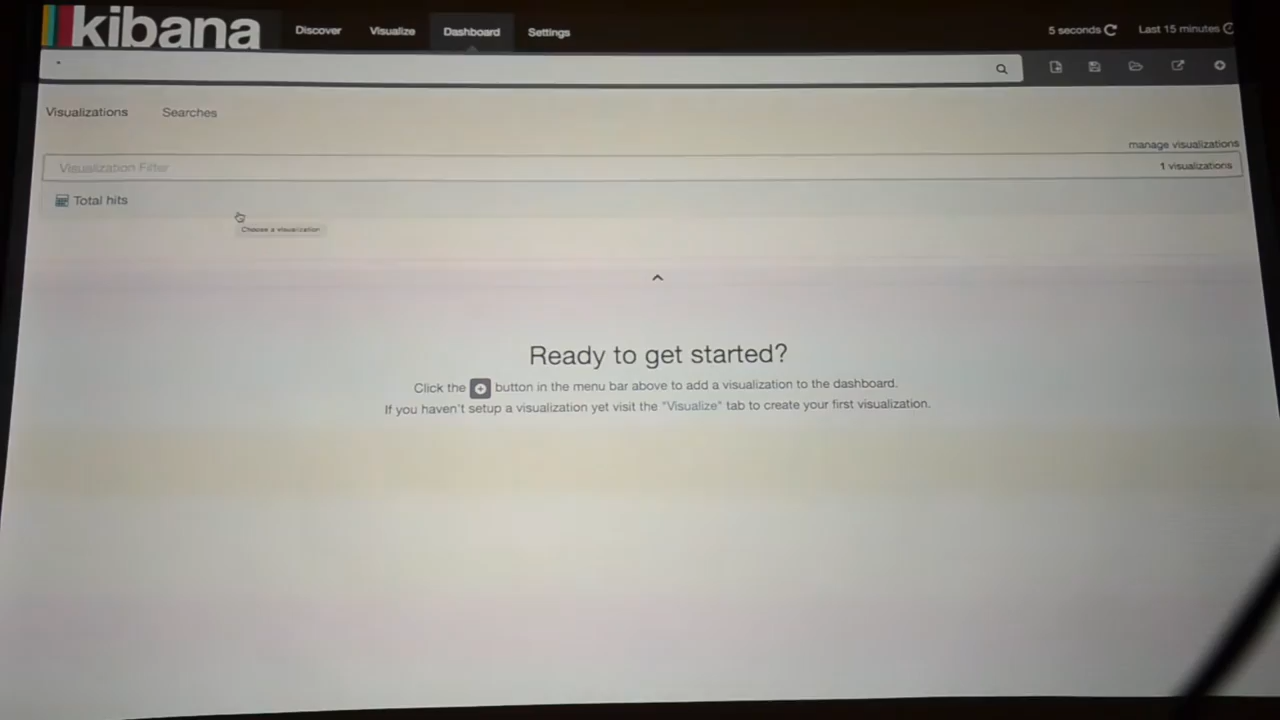 kibana
Discover Visualize Dashboard Settings 5 seconds Last 15 minutes
*
Visualizations Searches
manage visualizations
Visualization Filter 1 visualizations
Total hits
Choose a visualization
Ready to get started?
Click the button in the menu bar above to add a visualization to the dashboard.
If you haven't setup a visualization yet visit the "Visualize" tab to create your first visualization.